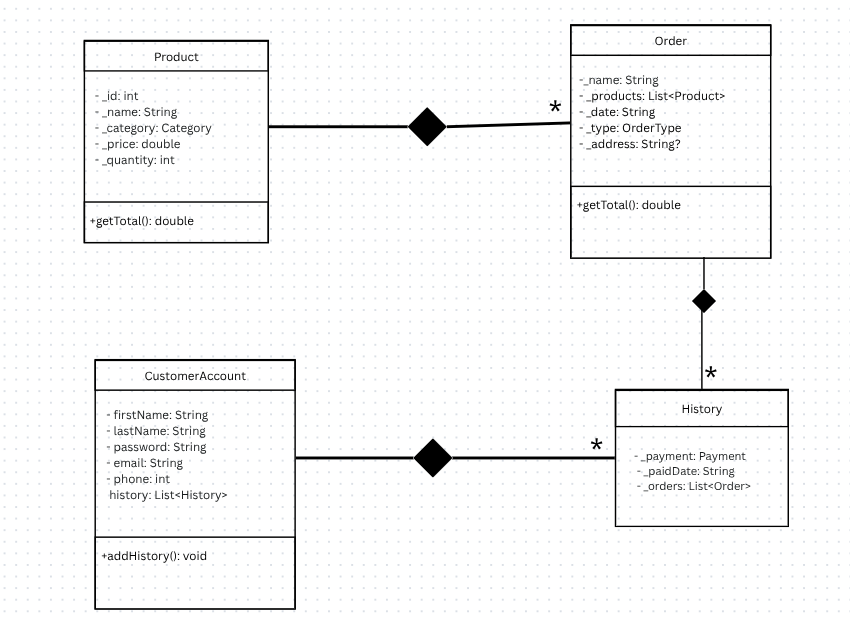 Product
- _id: int
- _name: String
- _category: Category
- _price: double
- _quantity: int
+getTotal(): double
*
Order
-_name: String
- _products: List<Product>
- _date: String
- _type: OrderType
- _address: String?
+getTotal(): double
CustomerAccount
- firstName: String
- lastName: String
- password: String
- email: String
- phone: int
history: List<History>
+addHistory(): void
*
*
History
- _payment: Payment
- _paidDate: String
- _orders: List<Order>